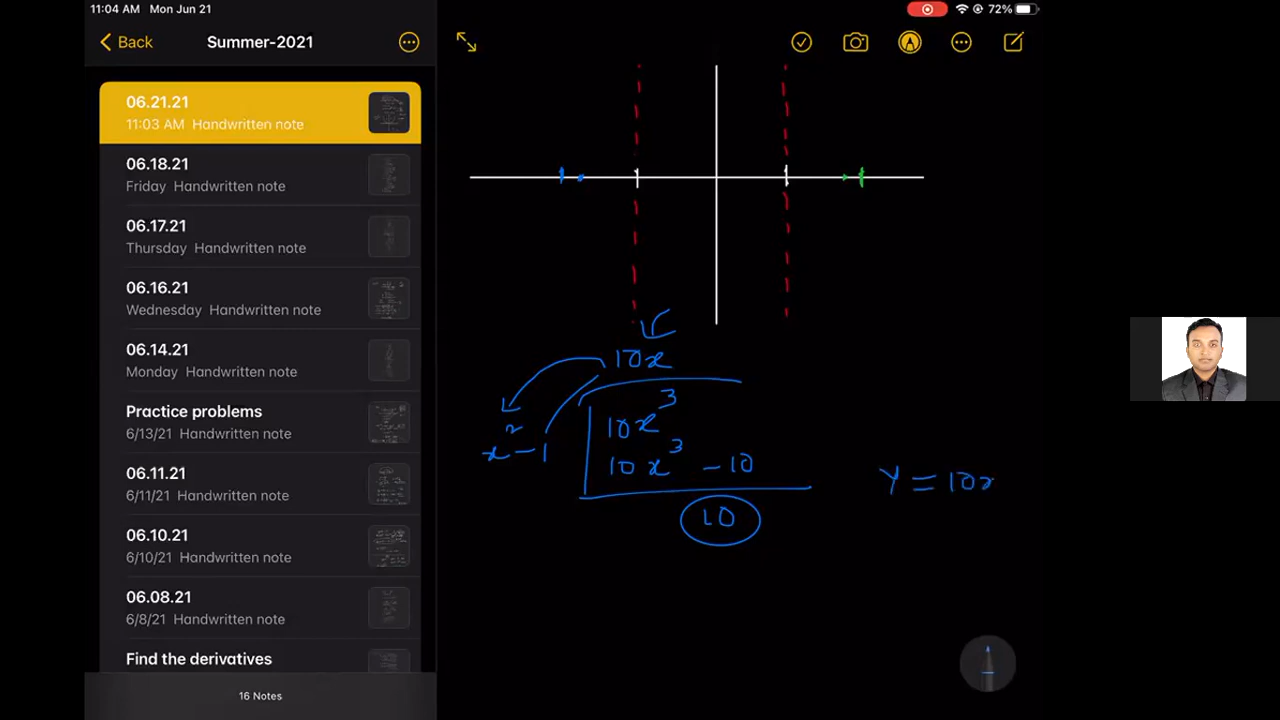 11:04 AM Mon Jun 21
72%
Back
Summer-2021
06.21.21
11:03 AM Handwritten note
06.18.21
Friday Handwritten note
06.17.21
Thursday Handwritten note
06.16.21
Wednesday Handwritten note
06.14.21
Monday Handwritten note
Practice problems
6/13/21 Handwritten note
06.11.21
6/11/21 Handwritten note
06.10.21
6/10/21 Handwritten note
06.08.21
6/8/21 Handwritten note
Find the derivatives
16 Notes
10x
10x³
x² - 1
10x³ - 10
10
y = 10x